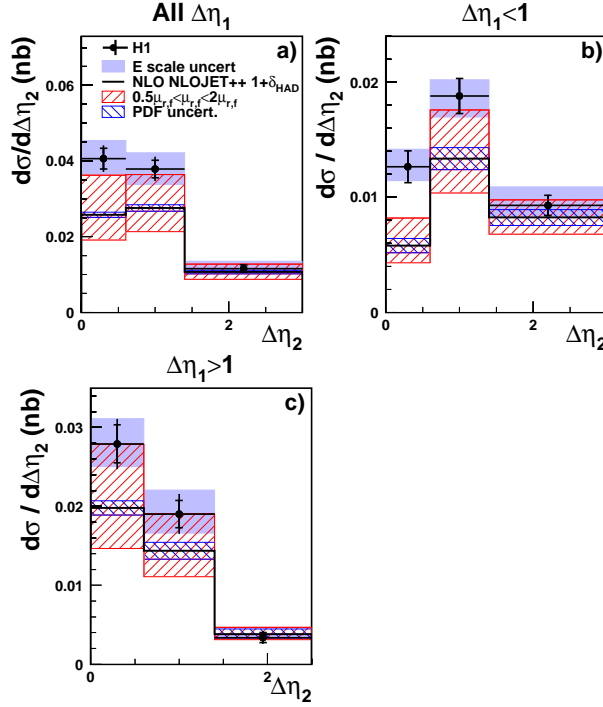 All Δη1
a)
H1
E scale uncert
NLO NLOJET++ 1+δHAD
0.5μr,f<μr,f<2μr,f
PDF uncert.
dσ/dΔη2 (nb)
0.06
0.04
0.02
0
0 2
Δη2
Δη1<1
b)
dσ / dΔη2 (nb)
0.02
0.01
0
0 2
Δη2
Δη1>1
c)
dσ / dΔη2 (nb)
0.03
0.02
0.01
0
0 2
Δη2